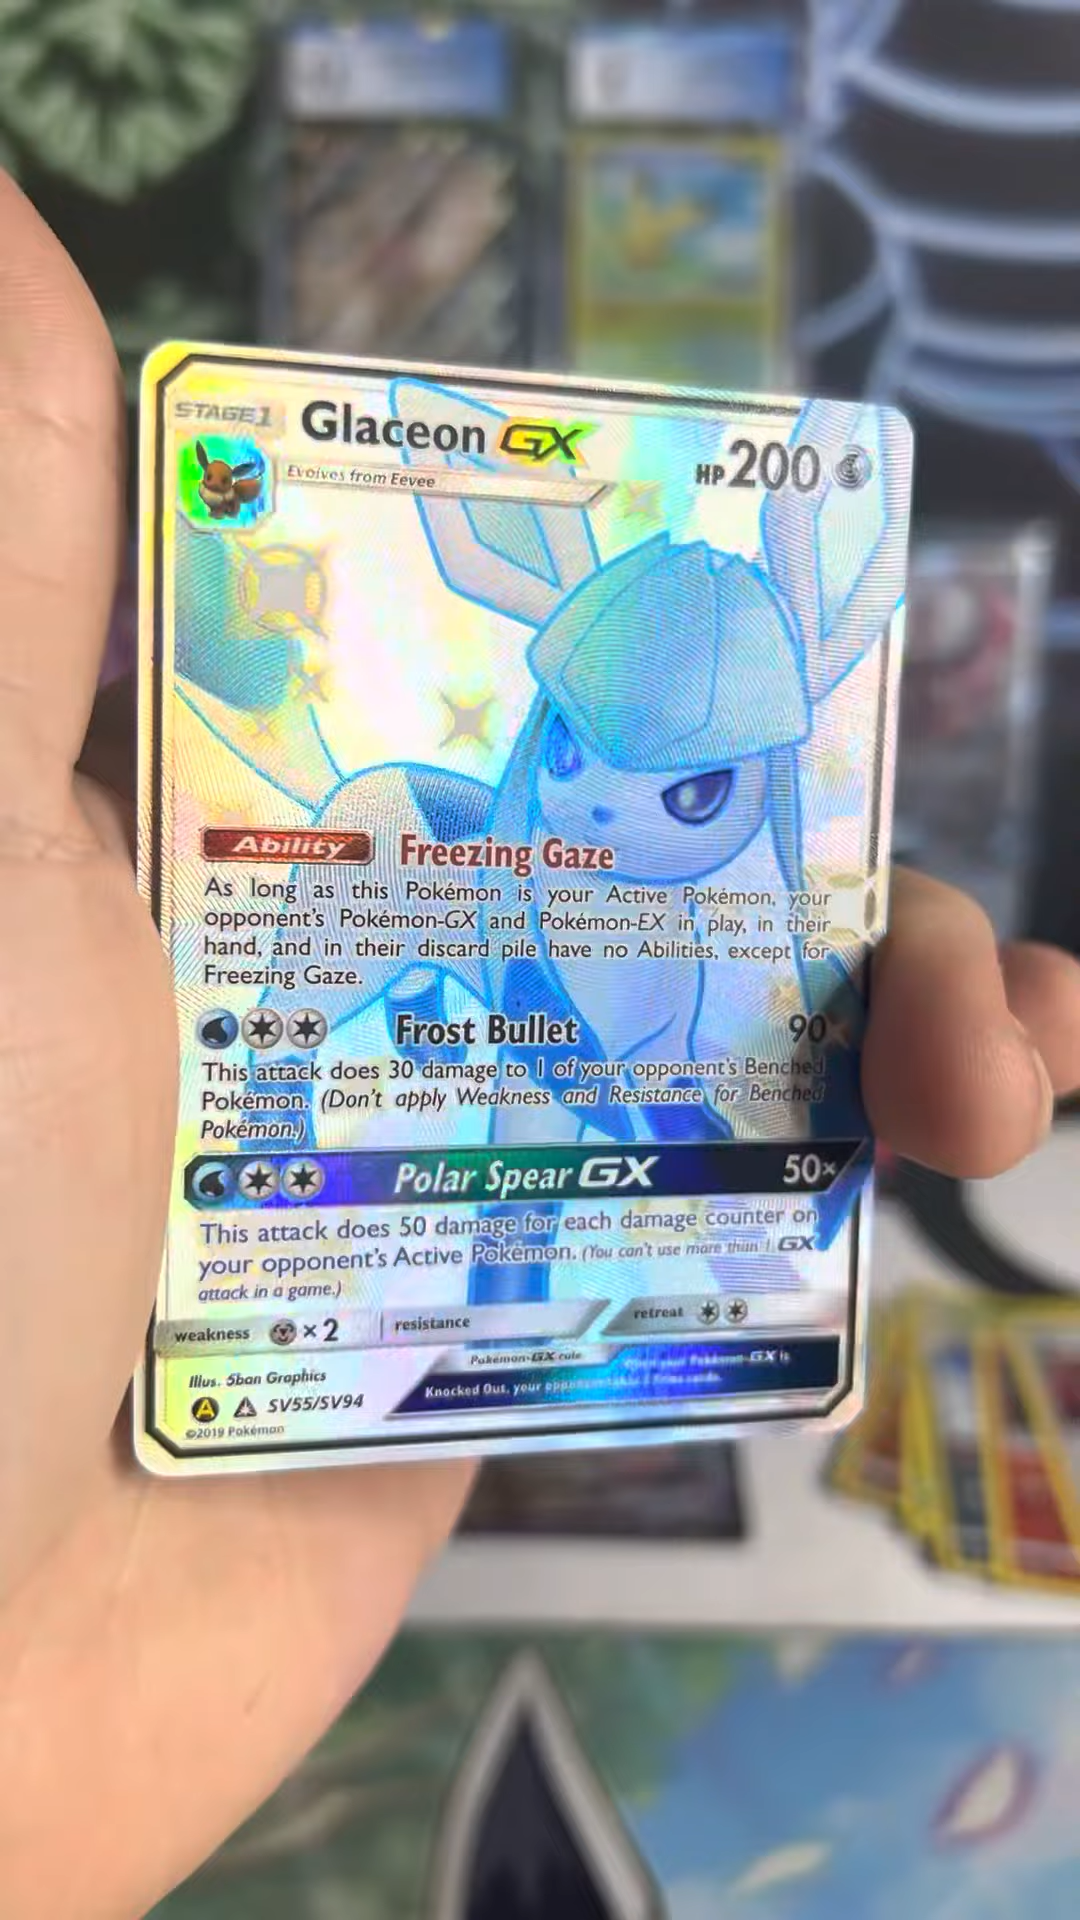 STAGE1
Glaceon GX
HP 200
Evolves from Eevee
Ability Freezing Gaze
As long as this Pokémon is your Active Pokémon, your
opponent's Pokémon-GX and Pokémon-EX in play, in their
hand, and in their discard pile have no Abilities, except for
Freezing Gaze.
Frost Bullet 90
This attack does 30 damage to 1 of your opponent's Benched
Pokémon. (Don't apply Weakness and Resistance for Benched
Pokémon.)
Polar Spear GX 50×
This attack does 50 damage for each damage counter on
your opponent's Active Pokémon. (You can't use more than 1 GX
attack in a game.)
weakness ×2 resistance retreat
Pokémon-GX rule
Pokémon-GX is
Knocked Out, your
Illus. 5ban Graphics
A SV55/SV94
©2019 Pokémon